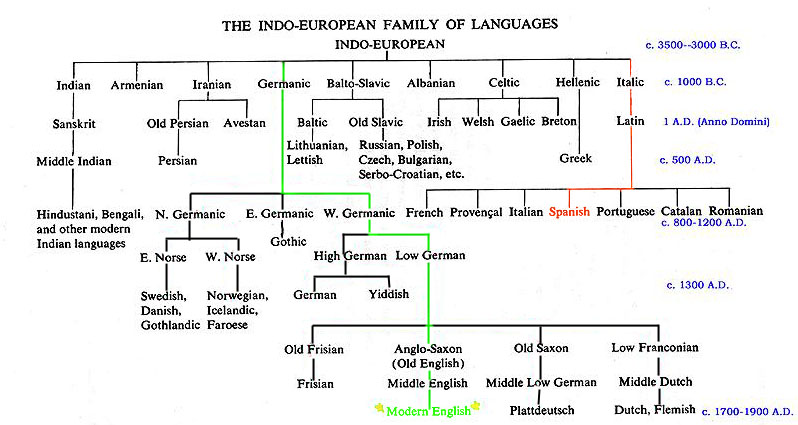 THE INDO-EUROPEAN FAMILY OF LANGUAGES
INDO-EUROPEAN
c. 3500--3000 B.C.
Indian Armenian Iranian Germanic Balto-Slavic Albanian Celtic Hellenic Italic
c. 1000 B.C.
Sanskrit Old Persian Avestan Baltic Old Slavic Irish Welsh Gaelic Breton Latin
1 A.D. (Anno Domini)
Lithuanian,
Lettish
Russian, Polish,
Czech, Bulgarian,
Serbo-Croatian, etc.
Middle Indian Persian Greek
c. 500 A.D.
Hindustani, Bengali,
and other modern
Indian languages
N. Germanic E. Germanic W. Germanic French Provençal Italian Spanish Portuguese Catalan Romanian
c. 800-1200 A.D.
Gothic
E. Norse W. Norse High German Low German
c. 1300 A.D.
Swedish,
Danish,
Gothlandic
Norwegian,
Icelandic,
Faroese
German Yiddish
Old Frisian Anglo-Saxon
(Old English)
Old Saxon Low Franconian
Frisian Middle English Middle Low German Middle Dutch
Modern English Plattdeutsch Dutch, Flemish
c. 1700-1900 A.D.